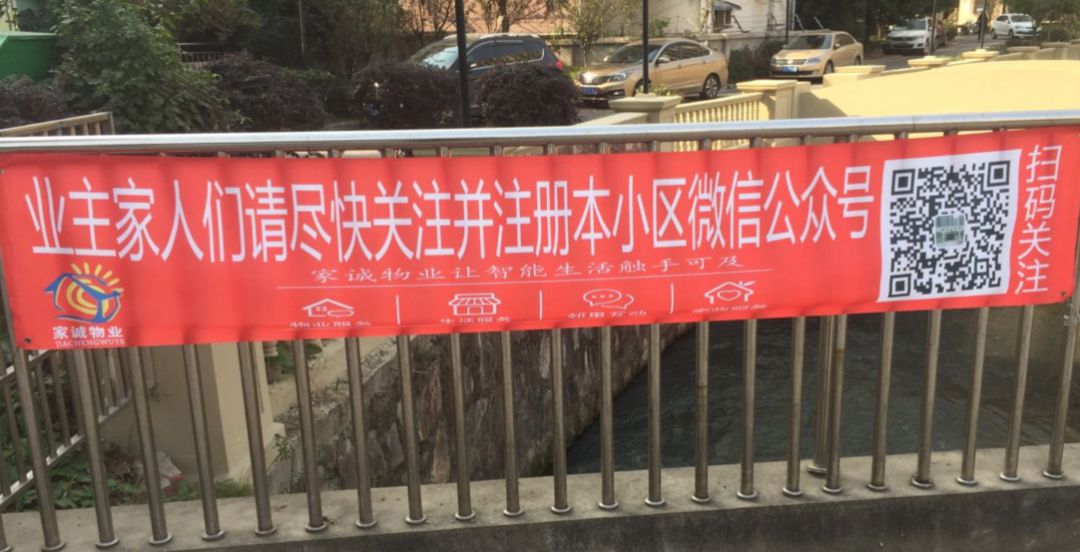 业主家人们请尽快关注并注册本小区微信公众号
扫码关注
家诚物业让智能生活触手可及
物业服务
生活服务
邻里互动
家政服务
家诚物业
JIACHENGWUYE